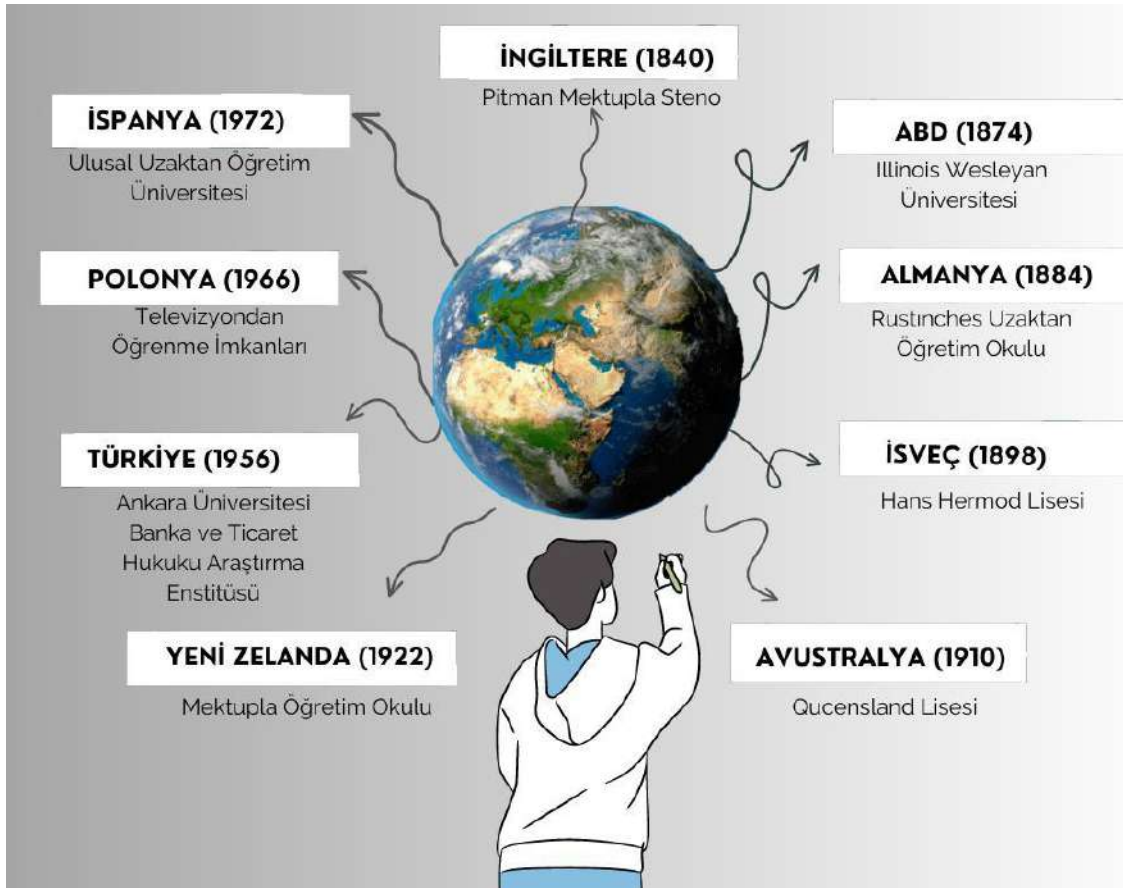 İNGİLTERE (1840)
Pitman Mektupla Steno
ABD (1874)
Illinois Wesleyan
Üniversitesi
ALMANYA (1884)
Rustınches Uzaktan
Öğretim Okulu
İSVEÇ (1898)
Hans Hermod Lisesi
AVUSTRALYA (1910)
Qucensland Lisesi
YENİ ZELANDA (1922)
Mektupla Öğretim Okulu
TÜRKİYE (1956)
Ankara Üniversitesi
Banka ve Ticaret
Hukuku Araştırma
Enstitüsü
POLONYA (1966)
Televizyondan
Öğrenme İmkanları
İSPANYA (1972)
Ulusal Uzaktan Öğretim
Üniversitesi